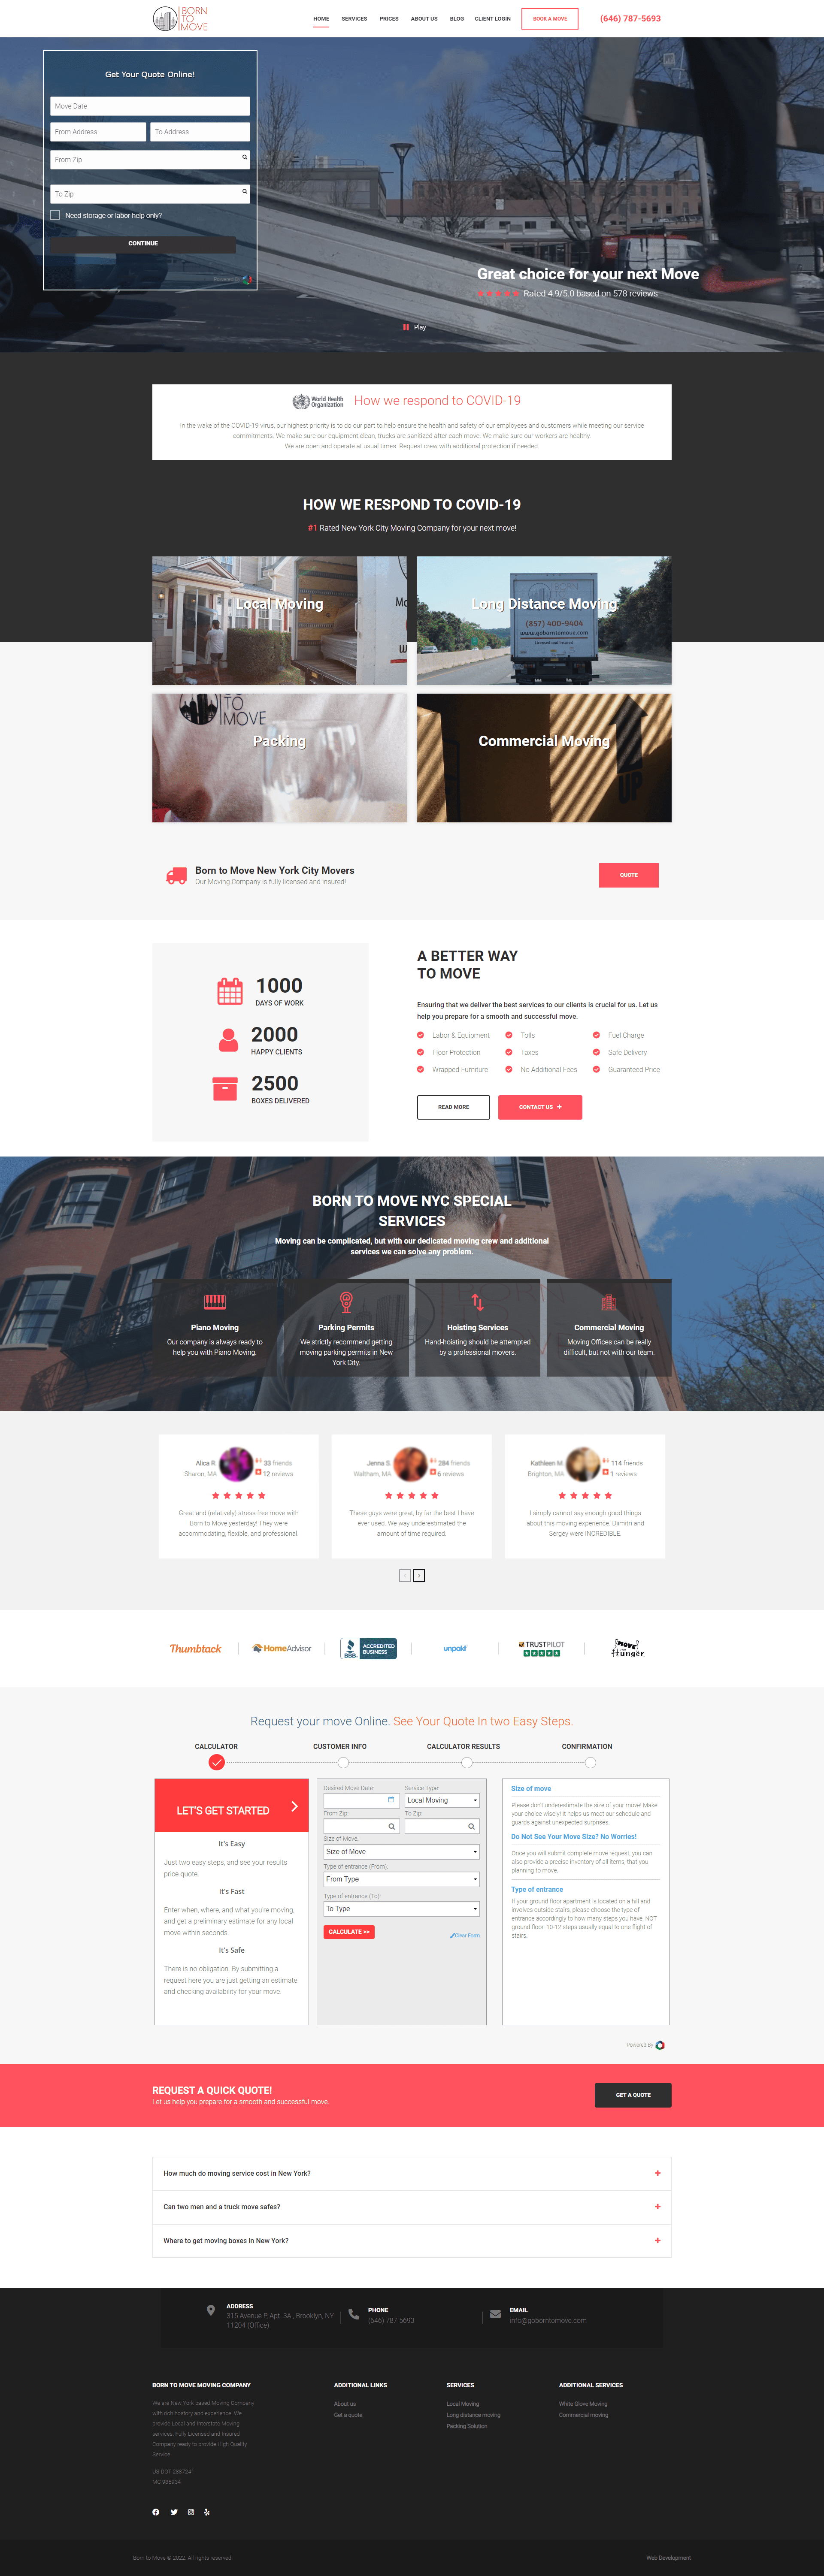 BORN
TO
MOVE
HOME SERVICES PRICES ABOUT US BLOG CLIENT LOGIN BOOK A MOVE (646) 787-5693
Get Your Quote Online!
Move Date
From Address To Address
From Zip
To Zip
- Need storage or labor help only?
CONTINUE
Great choice for your next Move
Rated 4.9/5.0 based on 578 reviews
Play
World Health
Organization
How we respond to COVID-19
In the wake of the COVID-19 virus, our highest priority is to do our part to help ensure the health and safety of our employees and customers while meeting our service
commitments. We make sure our equipment clean, trucks are sanitized after each move. We make sure our workers are healthy.
We are open and operate at usual times. Request crew with additional protection if needed.
HOW WE RESPOND TO COVID-19
#1 Rated New York City Moving Company for your next move!
Local Moving
Long Distance Moving
(857) 400-9404
www.goborntomove.com
TO
MOVE
Packing
Commercial Moving
UP
Born to Move New York City Movers
Our Moving Company is fully licensed and insured!
QUOTE
1000
DAYS OF WORK
2000
HAPPY CLIENTS
2500
BOXES DELIVERED
A BETTER WAY
TO MOVE
Ensuring that we deliver the best services to our clients is crucial for us. Let us
help you prepare for a smooth and successful move.
Labor & Equipment Tolls Fuel Charge
Floor Protection Taxes Safe Delivery
Wrapped Furniture No Additional Fees Guaranteed Price
READ MORE CONTACT US
BORN TO MOVE NYC SPECIAL
SERVICES
Moving can be complicated, but with our dedicated moving crew and additional
services we can solve any problem.
Piano Moving
Our company is always ready to
help you with Piano Moving.
Parking Permits
We strictly recommend getting
moving parking permits in New
York City.
Hoisting Services
Hand-hoisting should be attempted
by a professional movers.
Commercial Moving
Moving Offices can be really
difficult, but not with our team.
Alica R. 33 friends
Sharon, MA 12 reviews
Great and (relatively) stress free move with
Born to Move yesterday! They were
accommodating, flexible, and professional.
Jenna S. 284 friends
Waltham, MA 6 reviews
These guys were great, by far the best I have
ever used. We way underestimated the
amount of time required.
Kathleen M. 114 friends
Brighton, MA 1 reviews
I simply cannot say enough good things
about this moving experience. Diimitri and
Sergey were INCREDIBLE.
Thumbtack
HomeAdvisor
BBB
ACCREDITED
BUSINESS
unpakt
TRUSTPILOT
MOVE
FOR
Hunger
Request your move Online. See Your Quote In two Easy Steps.
CALCULATOR CUSTOMER INFO CALCULATOR RESULTS CONFIRMATION
LET'S GET STARTED
It's Easy
Just two easy steps, and see your results
price quote.
It's Fast
Enter when, where, and what you're moving,
and get a preliminary estimate for any local
move within seconds.
It's Safe
There is no obligation. By submitting a
request here you are just getting an estimate
and checking availability for your move.
Desired Move Date: Service Type:
Local Moving
From Zip: To Zip:
Size of Move:
Size of Move
Type of entrance (From):
From Type
Type of entrance (To):
To Type
CALCULATE >>
Clear Form
Size of move
Please don't underestimate the size of your move! Make
your choice wisely! it helps us meet our schedule and
guards against unexpected surprises.
Do Not See Your Move Size? No Worries!
Once you will submit complete move request, you can
also provide a precise inventory of all items, that you
planning to move.
Type of entrance
If your ground floor apartment is located on a hill and
involves outside stairs, please choose the type of
entrance accordingly to how many steps you have, NOT
ground floor. 10-12 steps usually equal to one flight of
stairs.
Powered By
REQUEST A QUICK QUOTE!
Let us help you prepare for a smooth and successful move.
GET A QUOTE
How much do moving service cost in New York?
Can two men and a truck move safes?
Where to get moving boxes in New York?
ADDRESS
315 Avenue P, Apt. 3A , Brooklyn, NY
11204 (Office)
PHONE
(646) 787-5693
EMAIL
info@goborntomove.com
BORN TO MOVE MOVING COMPANY
We are New York based Moving Company
with rich hostory and experience. We
provide Local and Interstate Moving
services. Fully Licensed and Insured
Company ready to provide High Quality
Service.
US DOT 2887241
MC 985934
ADDITIONAL LINKS
About us
Get a quote
SERVICES
Local Moving
Long distance moving
Packing Solution
ADDITIONAL SERVICES
White Glove Moving
Commercial moving
Born to Move © 2022. All rights reserved.
Web Development